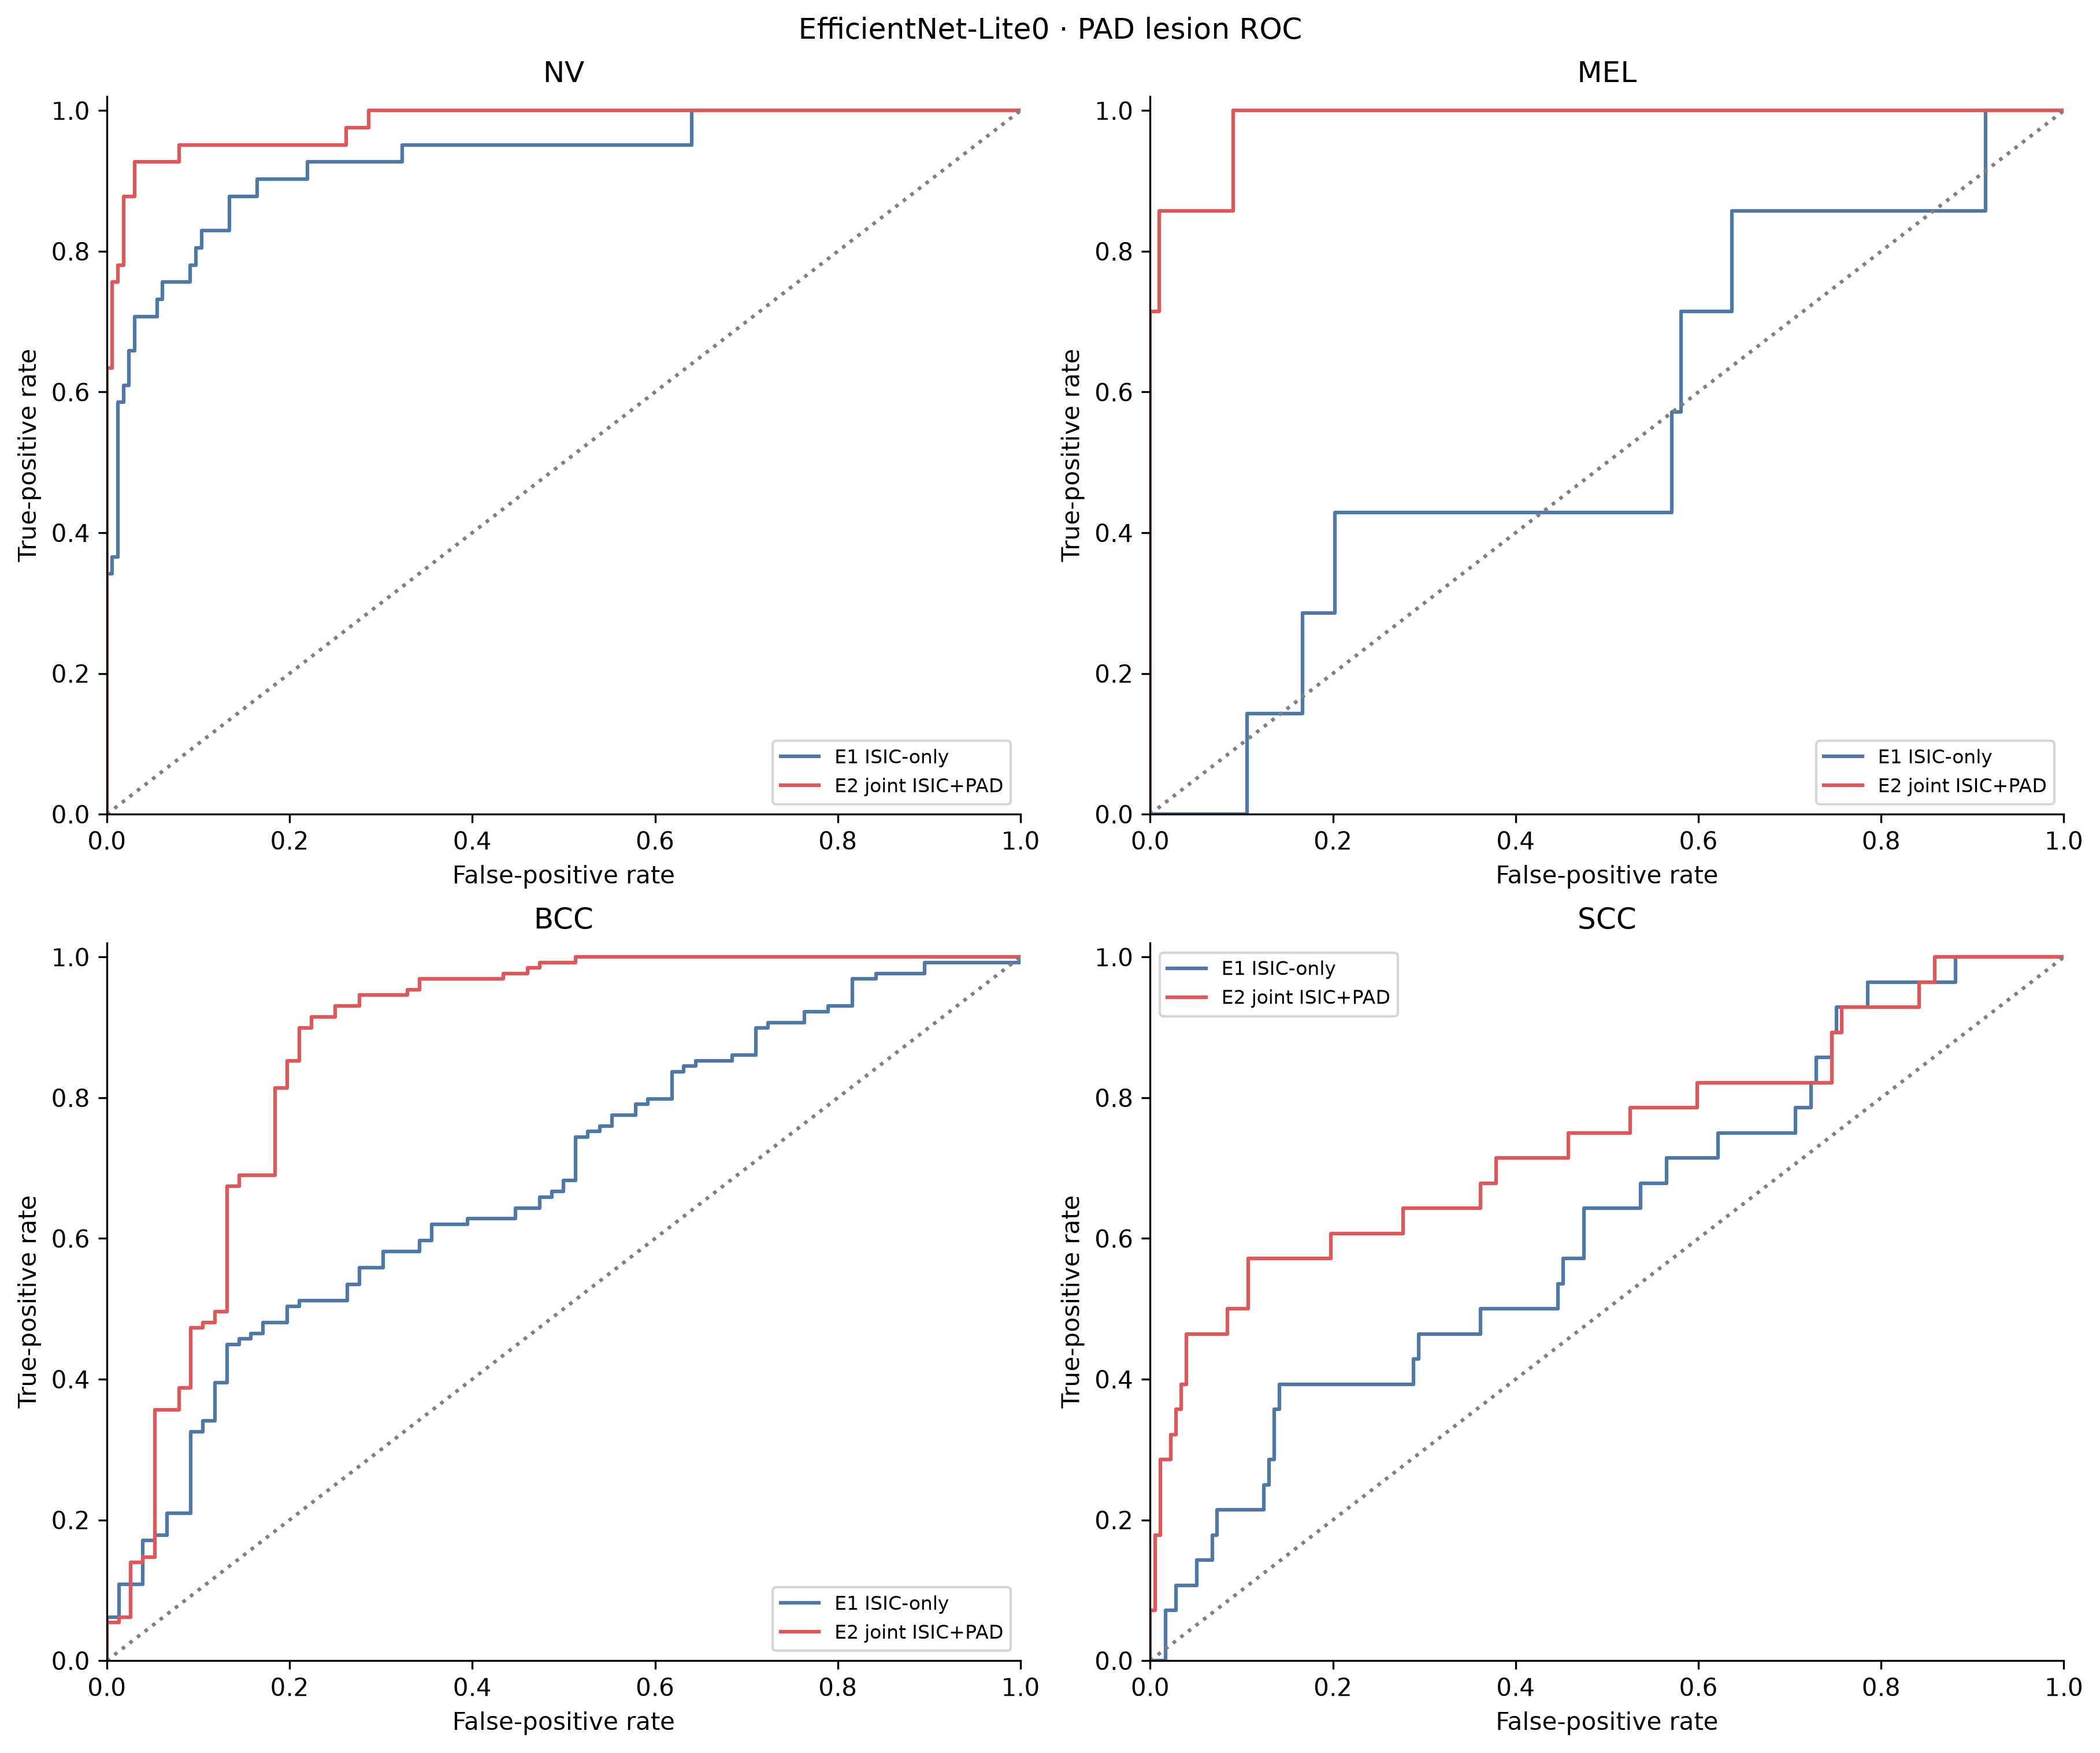 EfficientNet-Lite0 · PAD lesion ROC
NV
True-positive rate
1.0
0.8
0.6
0.4
0.2
0.0
0.0 0.2 0.4 0.6 0.8 1.0
False-positive rate
E1 ISIC-only
E2 joint ISIC+PAD
MEL
True-positive rate
1.0
0.8
0.6
0.4
0.2
0.0
0.0 0.2 0.4 0.6 0.8 1.0
False-positive rate
E1 ISIC-only
E2 joint ISIC+PAD
BCC
True-positive rate
1.0
0.8
0.6
0.4
0.2
0.0
0.0 0.2 0.4 0.6 0.8 1.0
False-positive rate
E1 ISIC-only
E2 joint ISIC+PAD
SCC
E1 ISIC-only
E2 joint ISIC+PAD
True-positive rate
1.0
0.8
0.6
0.4
0.2
0.0
0.0 0.2 0.4 0.6 0.8 1.0
False-positive rate